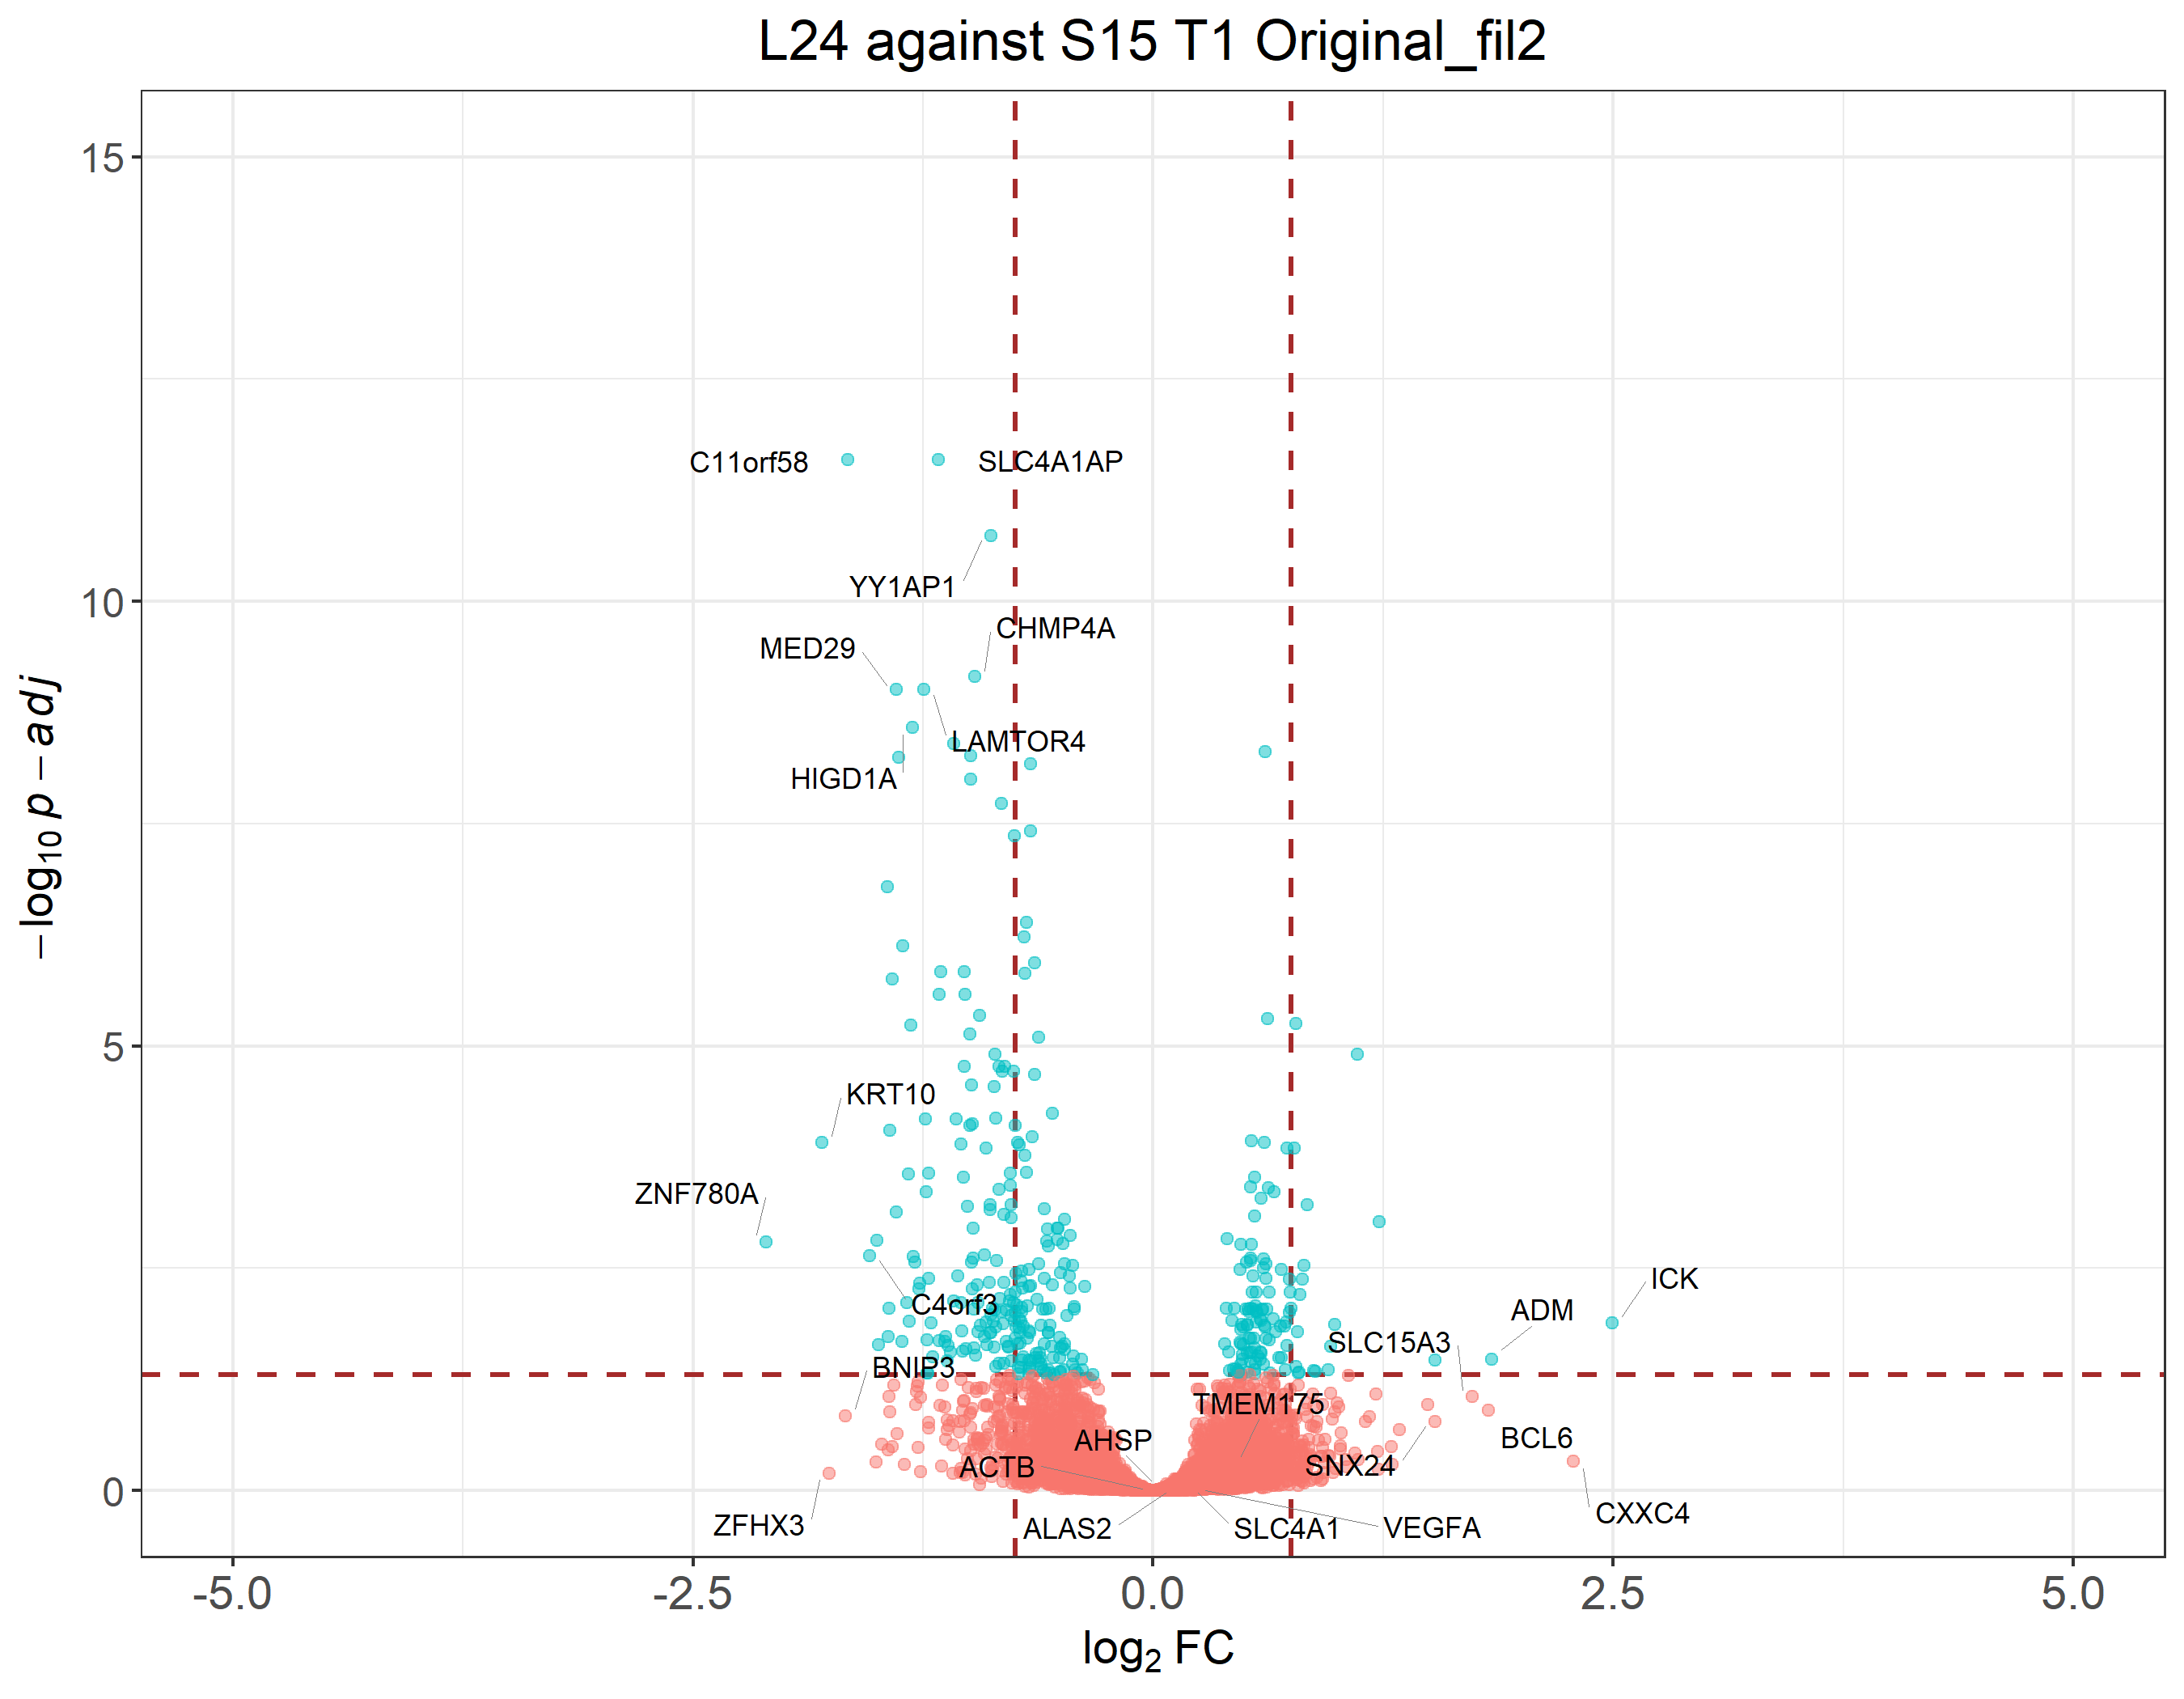 L24 against S15 T1 Original_fil2
15
10
5
0
−log10 p − adj
C11orf58
SLC4A1AP
YY1AP1
CHMP4A
MED29
LAMTOR4
HIGD1A
KRT10
ZNF780A
C4orf3
ICK
ADM
SLC15A3
BNIP3
TMEM175
AHSP
BCL6
ACTB
SNX24
CXXC4
ZFHX3
ALAS2
SLC4A1
VEGFA
-5.0
-2.5
0.0
2.5
5.0
log2 FC